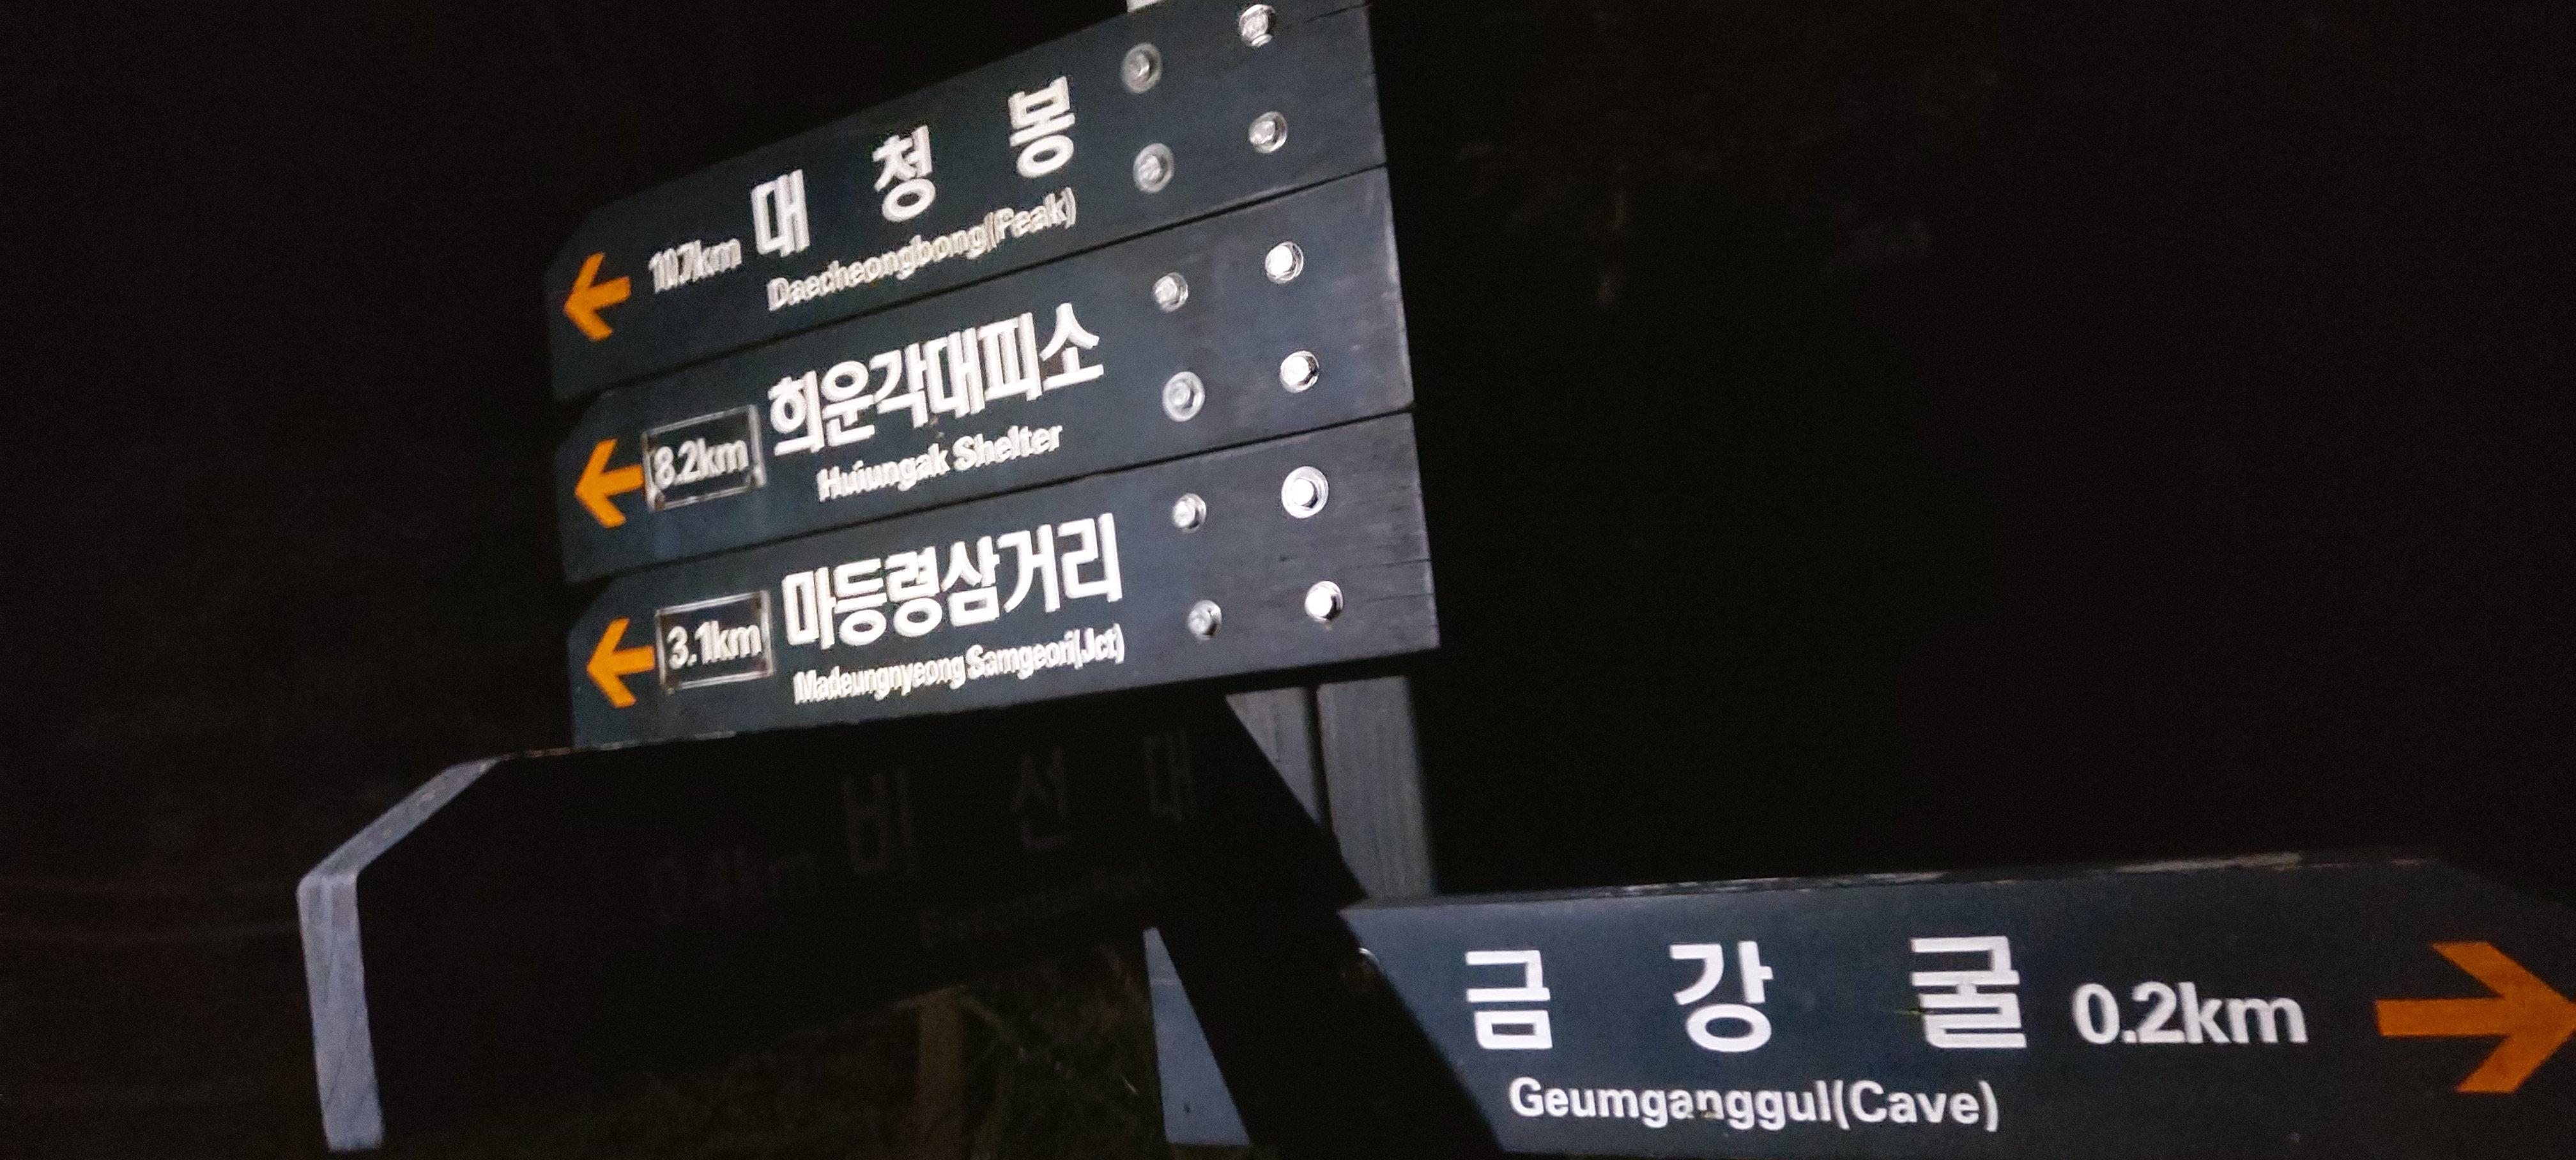 10.7km 대 청 봉
Daecheongbong(Peak)
8.2km 희운각대피소
Huiungak Shelter
3.1km 마등령삼거리
Madeungnyeong Samgeori(Jct)
비 선 대
금 강 굴 0.2km
Geumganggul(Cave)